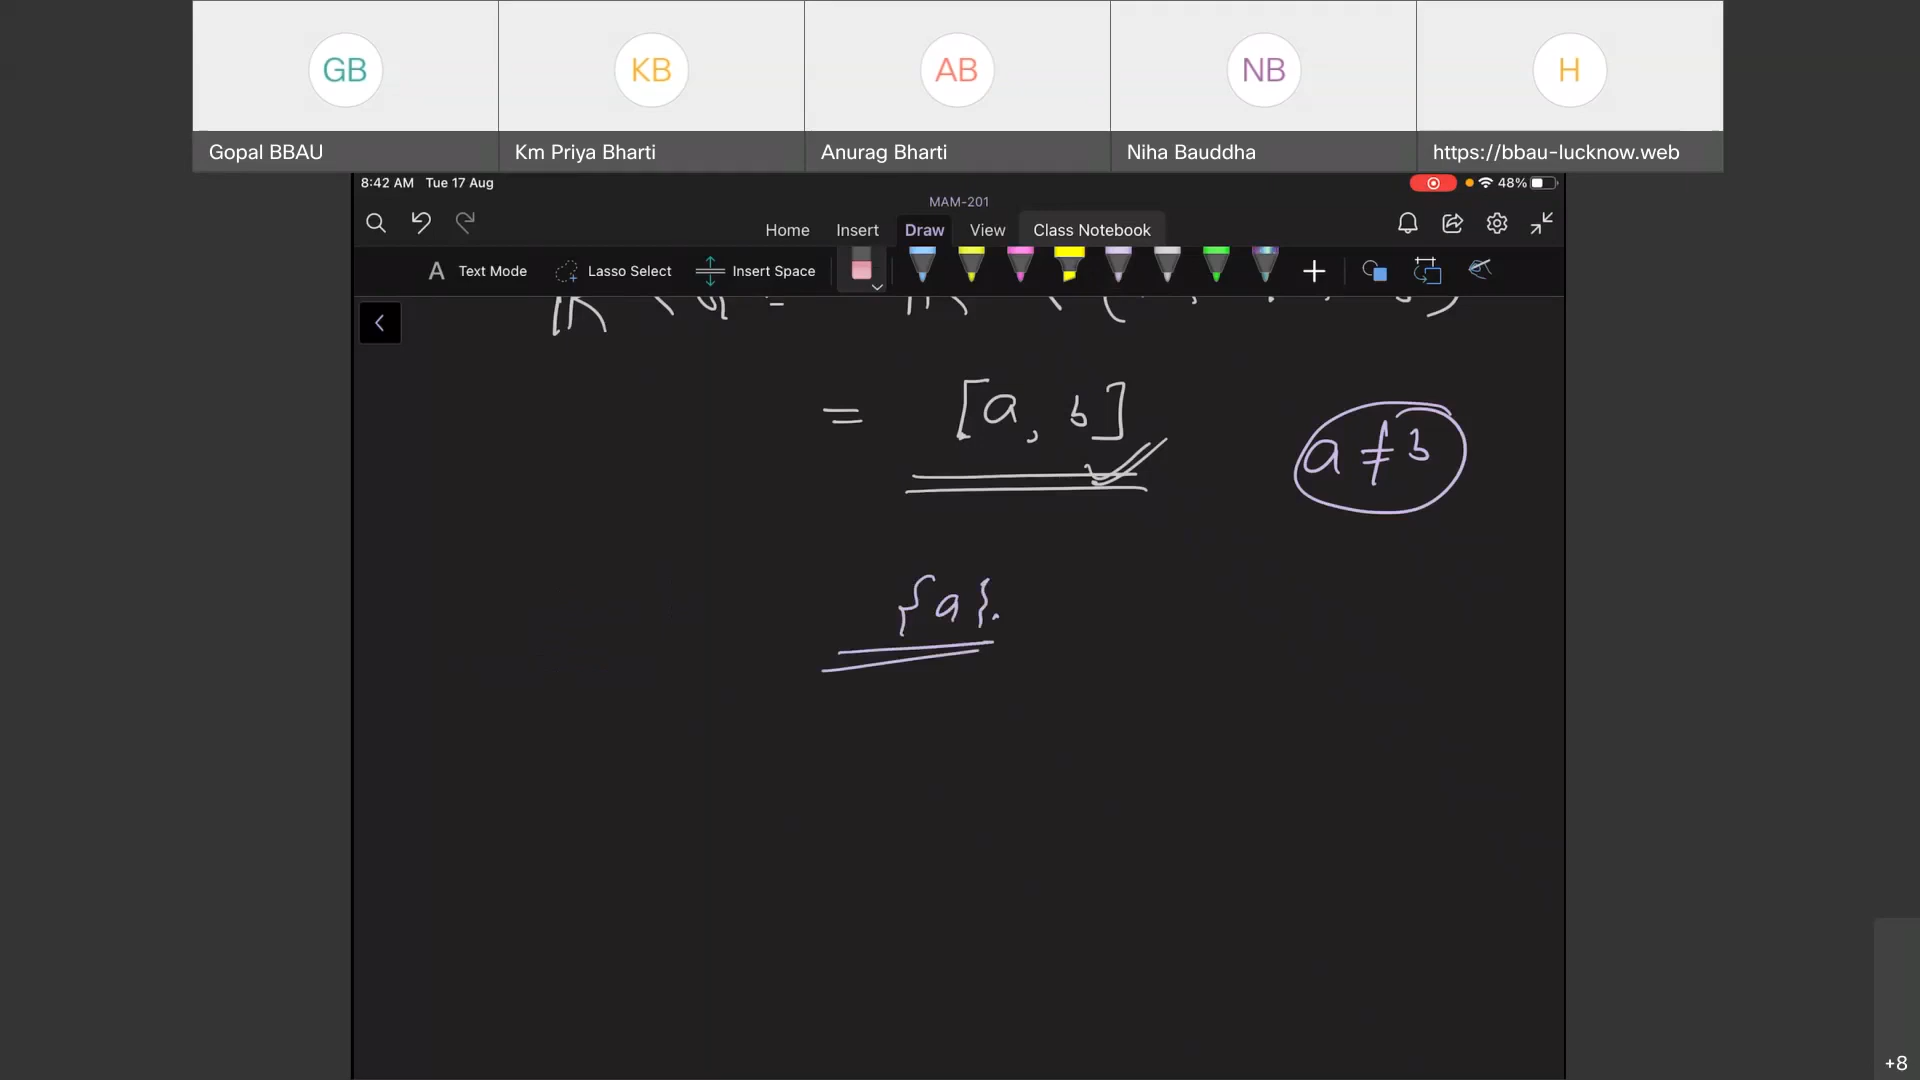 GB KB AB NB H
Gopal BBAU Km Priya Bharti Anurag Bharti Niha Bauddha https://bbau-lucknow.web
8:42 AM Tue 17 Aug 48%
MAM-201
Home Insert Draw View Class Notebook
A Text Mode Lasso Select Insert Space
= [a, b]
a ≠ b
{a}.
+8